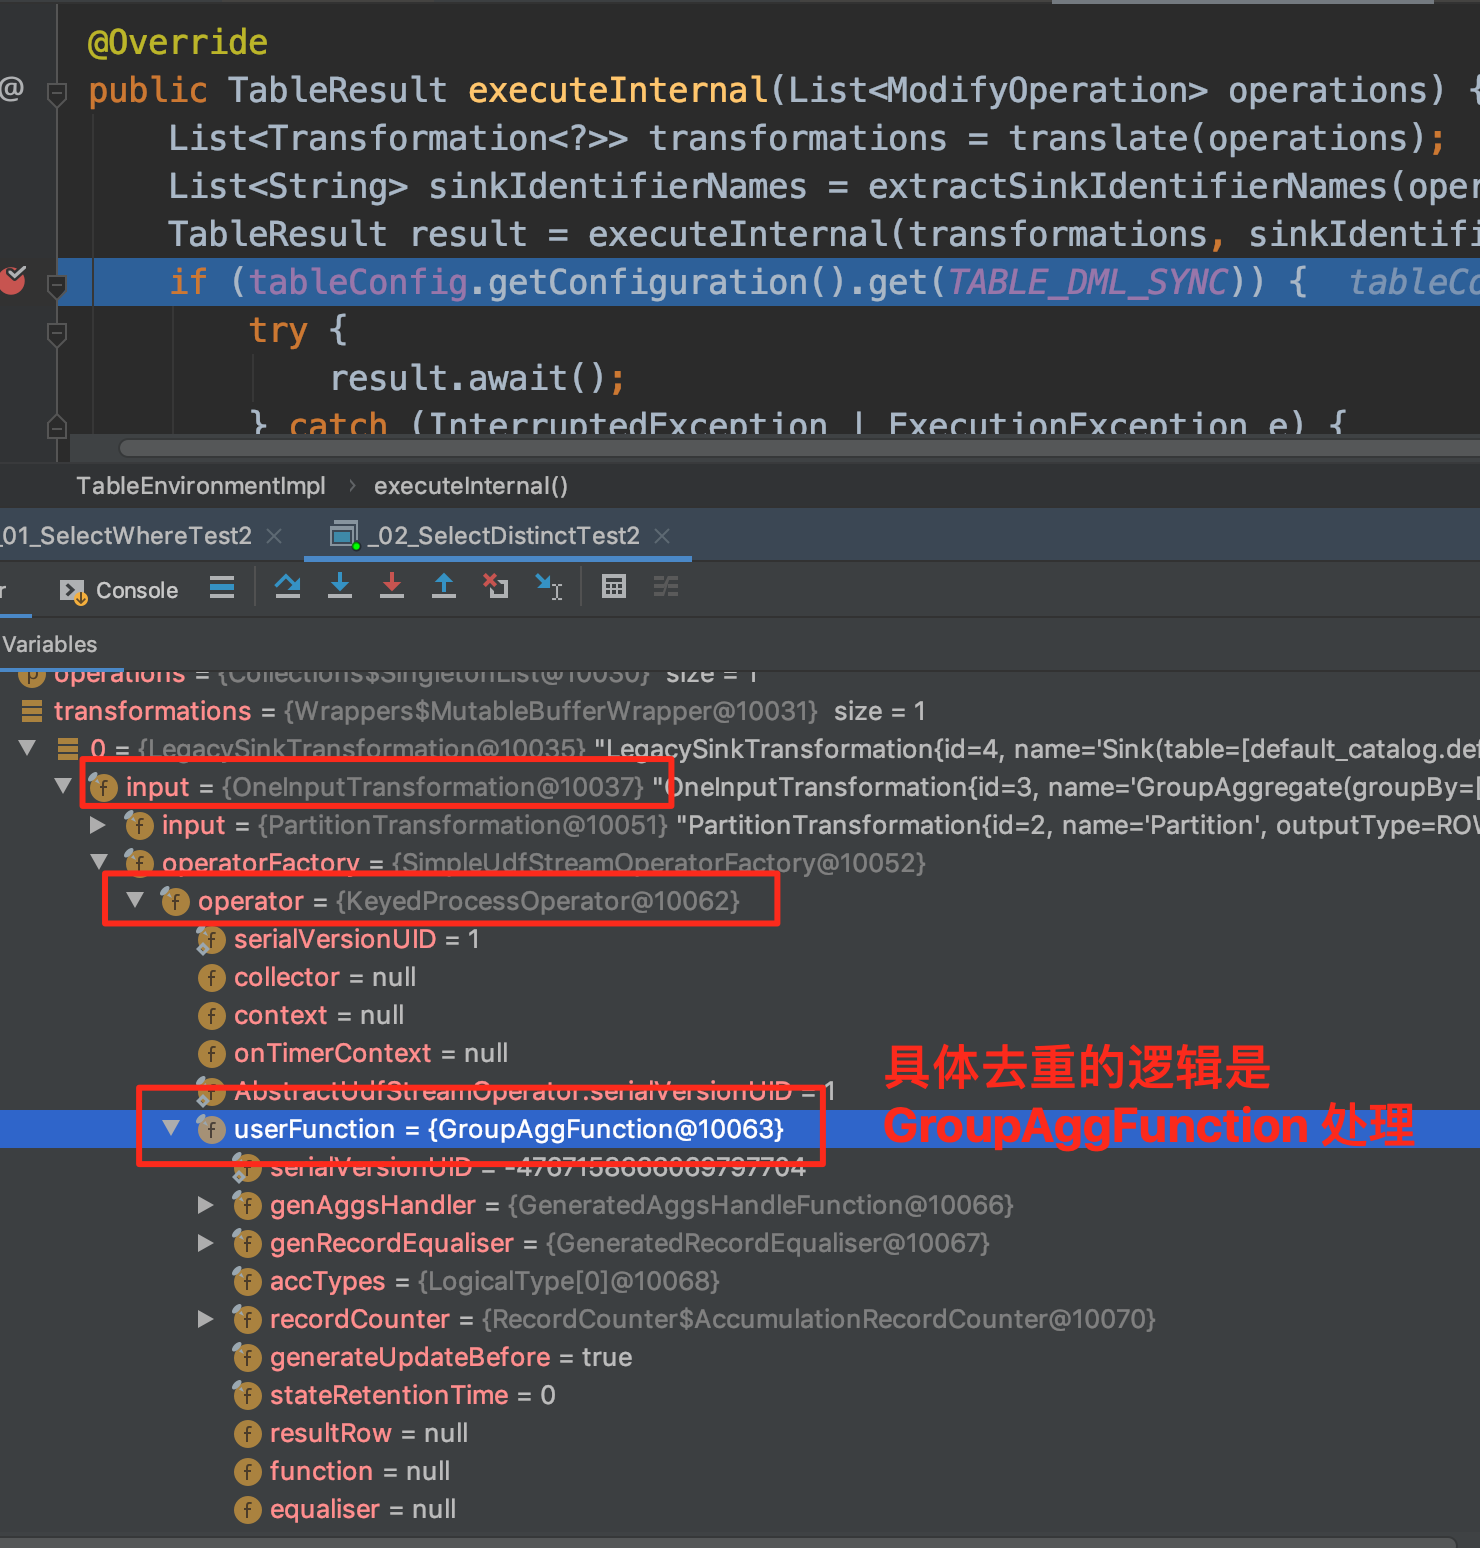 @Override
@
public TableResult executeInternal(List<ModifyOperation> operations) {
List<Transformation<?>> transformations = translate(operations);
List<String> sinkIdentifierNames = extractSinkIdentifierNames(oper
TableResult result = executeInternal(transformations, sinkIdentifi
if (tableConfig.getConfiguration().get(TABLE_DML_SYNC)) { tableCo
try {
result.await();
} catch (InterruptedException | ExecutionException e) {
TableEnvironmentImpl › executeInternal()
_01_SelectWhereTest2 × _02_SelectDistinctTest2 ×
r Console
Variables
operations = {Collections$SingletonList@10030} size = 1
transformations = {Wrappers$MutableBufferWrapper@10031} size = 1
0 = {LegacySinkTransformation@10035} "LegacySinkTransformation{id=4, name='Sink(table=[default_catalog.def
input = {OneInputTransformation@10037} "OneInputTransformation{id=3, name='GroupAggregate(groupBy=[
input = {PartitionTransformation@10051} "PartitionTransformation{id=2, name='Partition', outputType=ROW
operatorFactory = {SimpleUdfStreamOperatorFactory@10052}
operator = {KeyedProcessOperator@10062}
serialVersionUID = 1
collector = null
context = null
onTimerContext = null
AbstractUdfStreamOperator.serialVersionUID = 1
userFunction = {GroupAggFunction@10063}
具体去重的逻辑是
GroupAggFunction 处理
serialVersionUID = -4767158666069797704
genAggsHandler = {GeneratedAggsHandleFunction@10066}
genRecordEqualiser = {GeneratedRecordEqualiser@10067}
accTypes = {LogicalType[0]@10068}
recordCounter = {RecordCounter$AccumulationRecordCounter@10070}
generateUpdateBefore = true
stateRetentionTime = 0
resultRow = null
function = null
equaliser = null